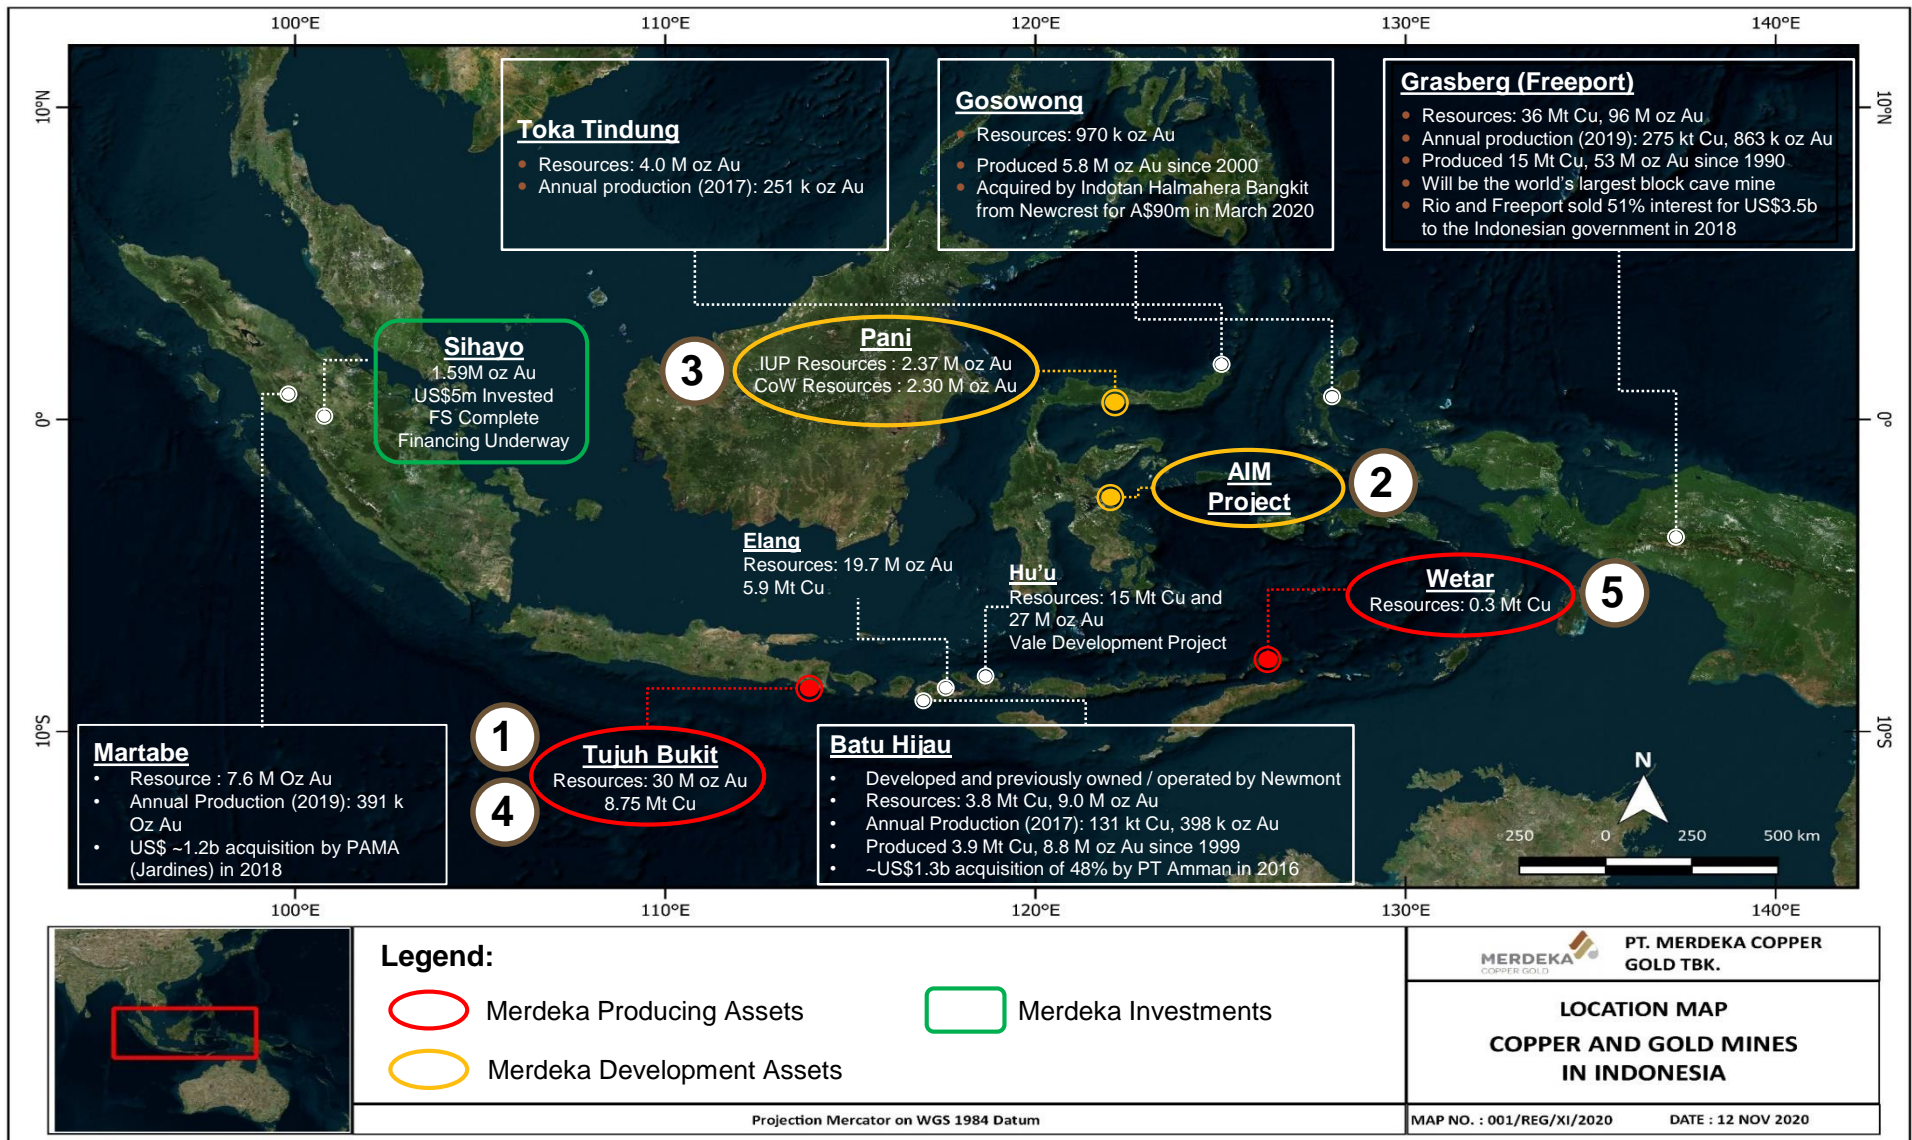 100°E
110°E
120°E
130°E
140°E
10°N
10°N
Toka Tindung
• Resources: 4.0 M oz Au
• Annual production (2017): 251 k oz Au
Gosowong
• Resources: 970 k oz Au
• Produced 5.8 M oz Au since 2000
• Acquired by Indotan Halmahera Bangkit
from Newcrest for A$90m in March 2020
Grasberg (Freeport)
• Resources: 36 Mt Cu, 96 M oz Au
• Annual production (2019): 275 kt Cu, 863 k oz Au
• Produced 15 Mt Cu, 53 M oz Au since 1990
• Will be the world's largest block cave mine
• Rio and Freeport sold 51% interest for US$3.5b
to the Indonesian government in 2018
Sihayo
1.59M oz Au
US$5m Invested
FS Complete
Financing Underway
3
Pani
IUP Resources : 2.37 M oz Au
CoW Resources : 2.30 M oz Au
0°
0°
AIM
Project
2
Elang
Resources: 19.7 M oz Au
5.9 Mt Cu
Hu'u
Resources: 15 Mt Cu and
27 M oz Au
Vale Development Project
Wetar
Resources: 0.3 Mt Cu
5
10°S
10°S
Martabe
• Resource : 7.6 M Oz Au
• Annual Production (2019): 391 k
Oz Au
• US$ ~1.2b acquisition by PAMA
(Jardines) in 2018
1
4
Tujuh Bukit
Resources: 30 M oz Au
8.75 Mt Cu
Batu Hijau
• Developed and previously owned / operated by Newmont
• Resources: 3.8 Mt Cu, 9.0 M oz Au
• Annual Production (2017): 131 kt Cu, 398 k oz Au
• Produced 3.9 Mt Cu, 8.8 M oz Au since 1999
• ~US$1.3b acquisition of 48% by PT Amman in 2016
N
250 0 250 500 km
100°E
110°E
120°E
130°E
140°E
Legend:
Merdeka Producing Assets
Merdeka Investments
Merdeka Development Assets
Projection Mercator on WGS 1984 Datum
MERDEKA
COPPER GOLD
PT. MERDEKA COPPER
GOLD TBK.
LOCATION MAP
COPPER AND GOLD MINES
IN INDONESIA
MAP NO. : 001/REG/XI/2020 DATE : 12 NOV 2020